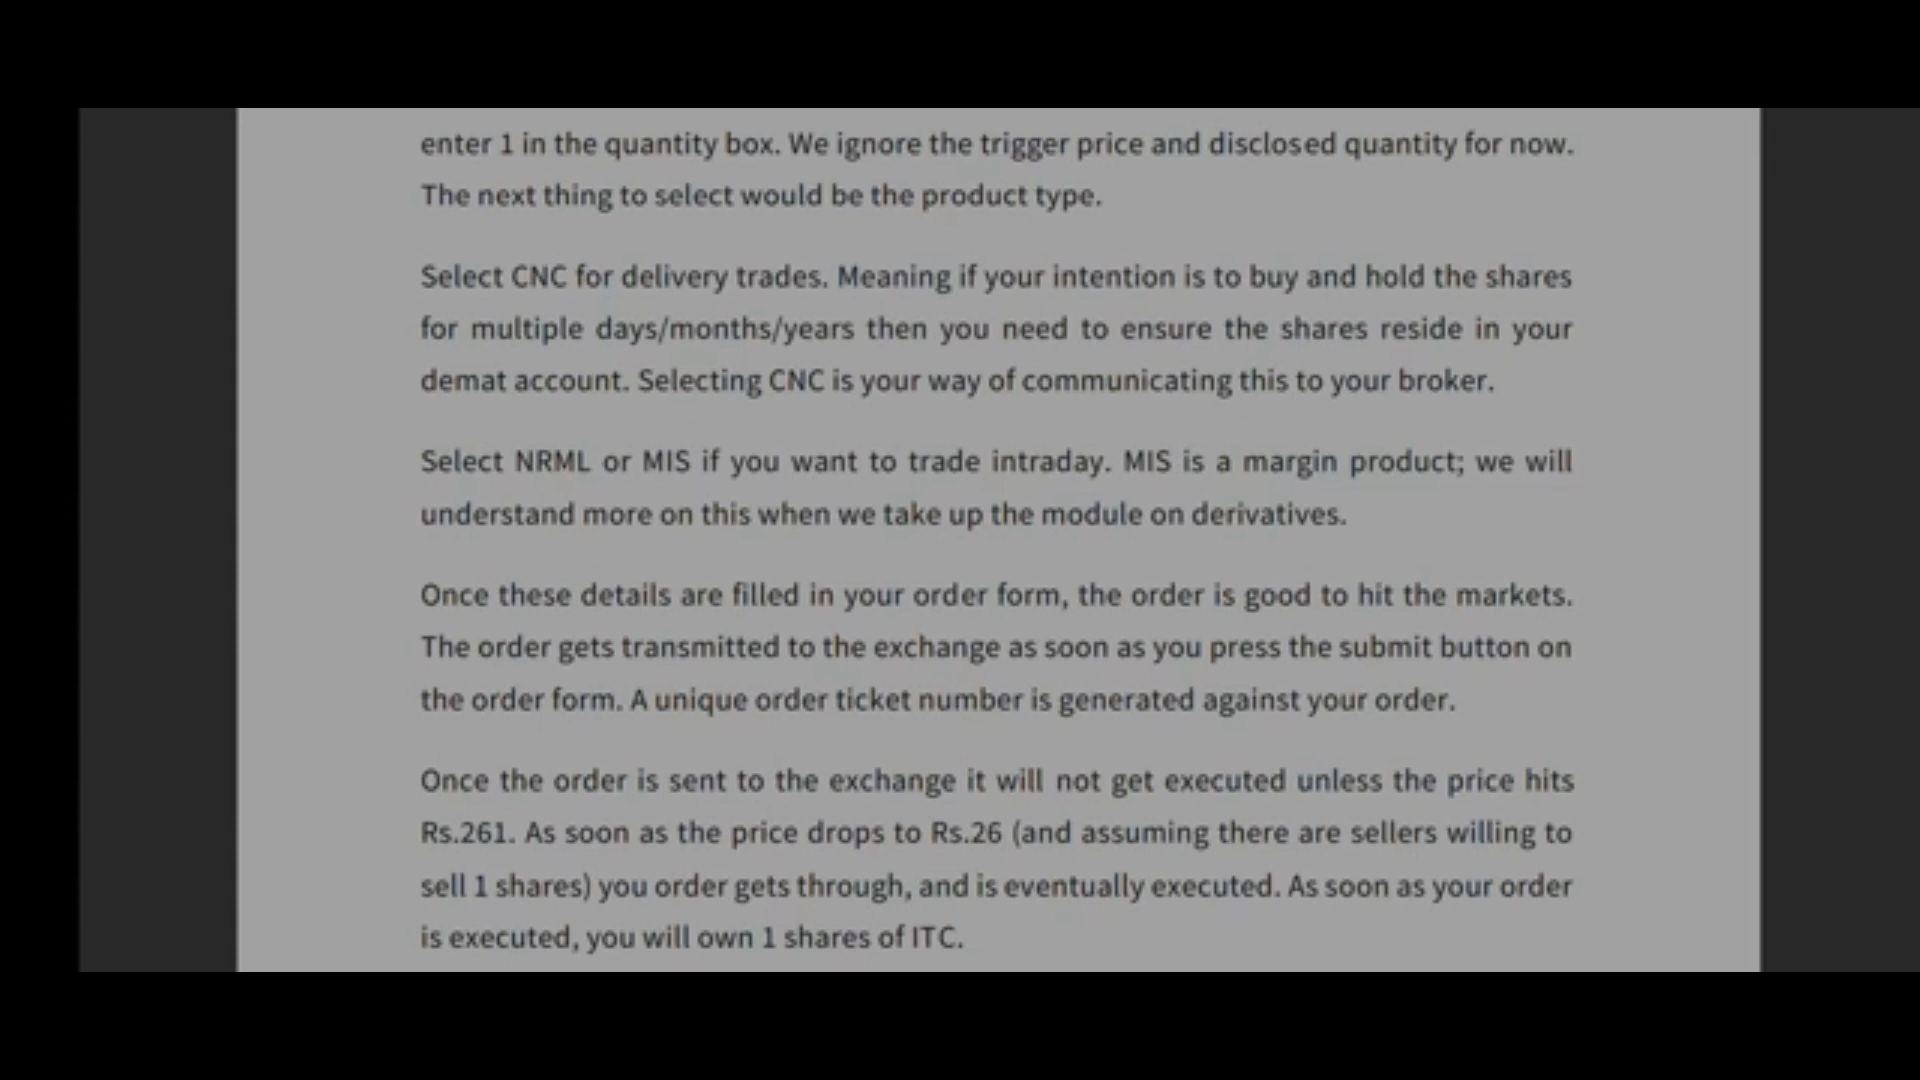 enter 1 in the quantity box. We ignore the trigger price and disclosed quantity for now.
The next thing to select would be the product type.
Select CNC for delivery trades. Meaning if your intention is to buy and hold the shares
for multiple days/months/years then you need to ensure the shares reside in your
demat account. Selecting CNC is your way of communicating this to your broker.
Select NRML or MIS if you want to trade intraday. MIS is a margin product; we will
understand more on this when we take up the module on derivatives.
Once these details are filled in your order form, the order is good to hit the markets.
The order gets transmitted to the exchange as soon as you press the submit button on
the order form. A unique order ticket number is generated against your order.
Once the order is sent to the exchange it will not get executed unless the price hits
Rs.261. As soon as the price drops to Rs.26 (and assuming there are sellers willing to
sell 1 shares) you order gets through, and is eventually executed. As soon as your order
is executed, you will own 1 shares of ITC.